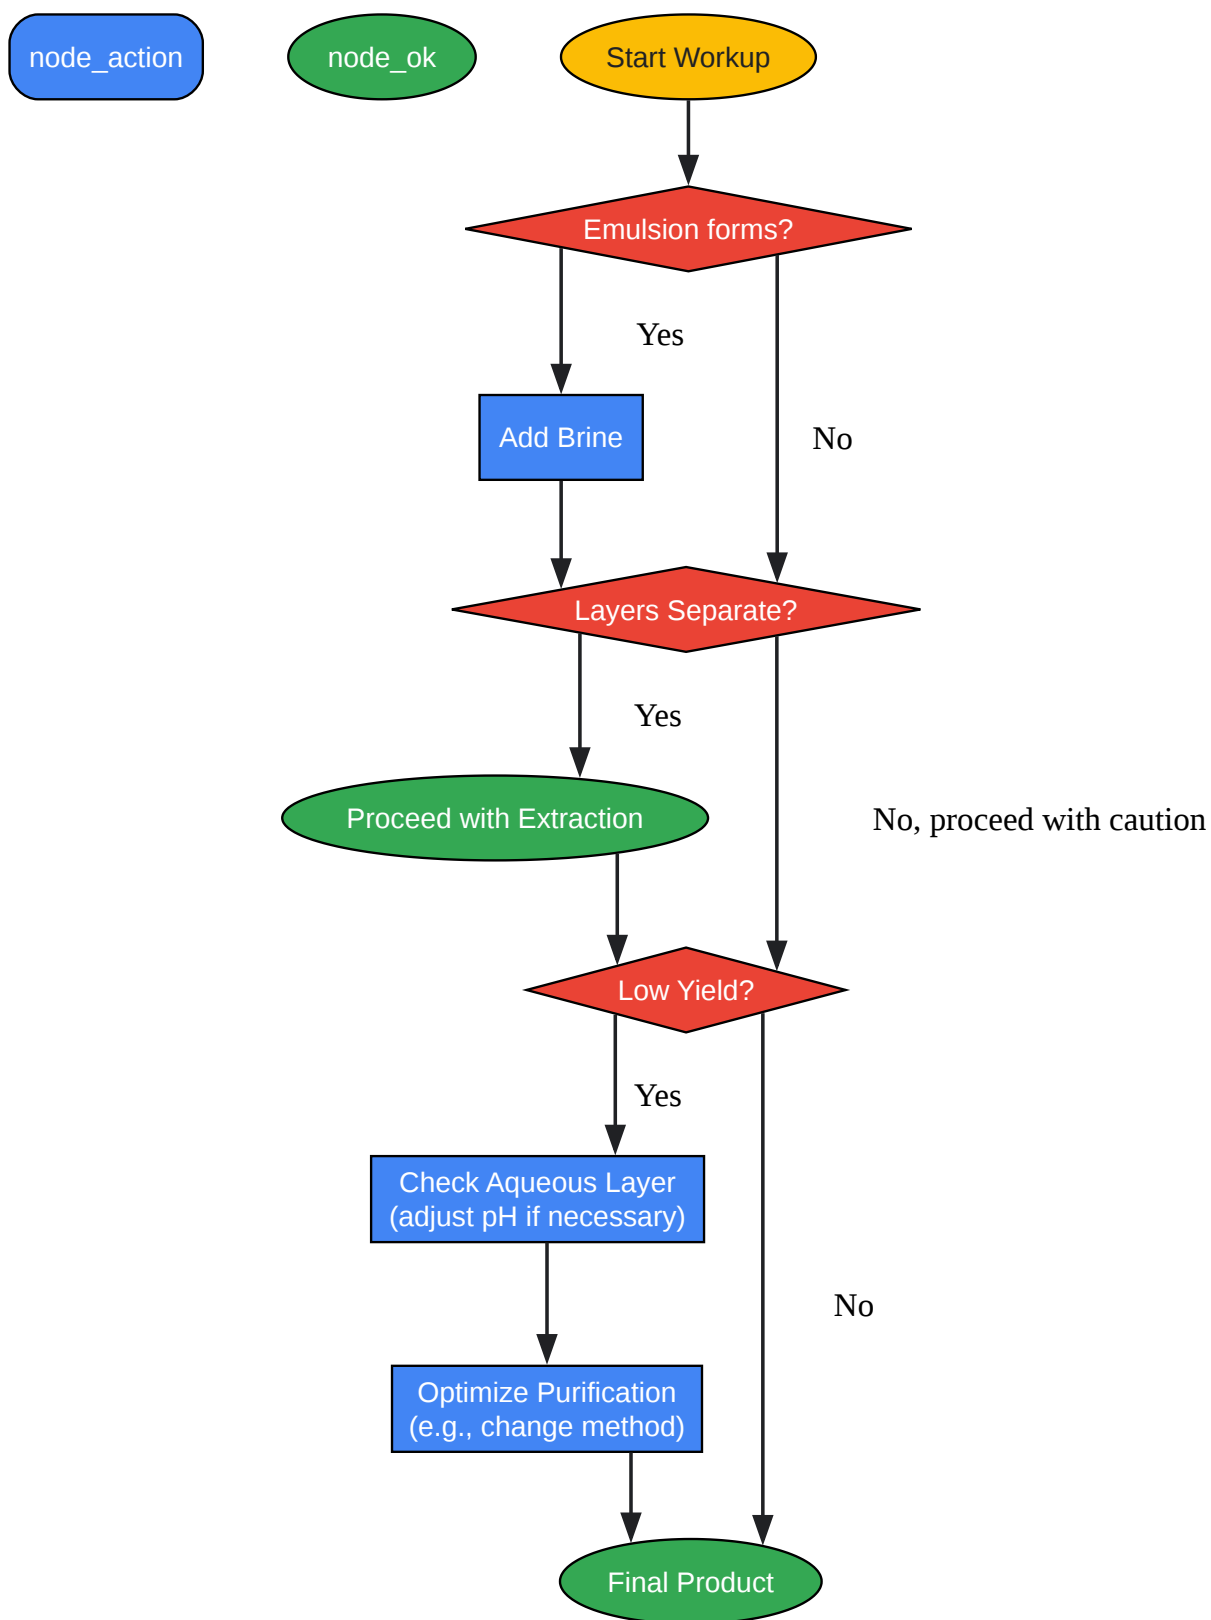 node_action
node_ok
Start Workup
Emulsion forms?
Yes
Add Brine
No
Layers Separate?
Yes
Proceed with Extraction
No, proceed with caution
Low Yield?
Yes
Check Aqueous Layer
(adjust pH if necessary)
No
Optimize Purification
(e.g., change method)
Final Product